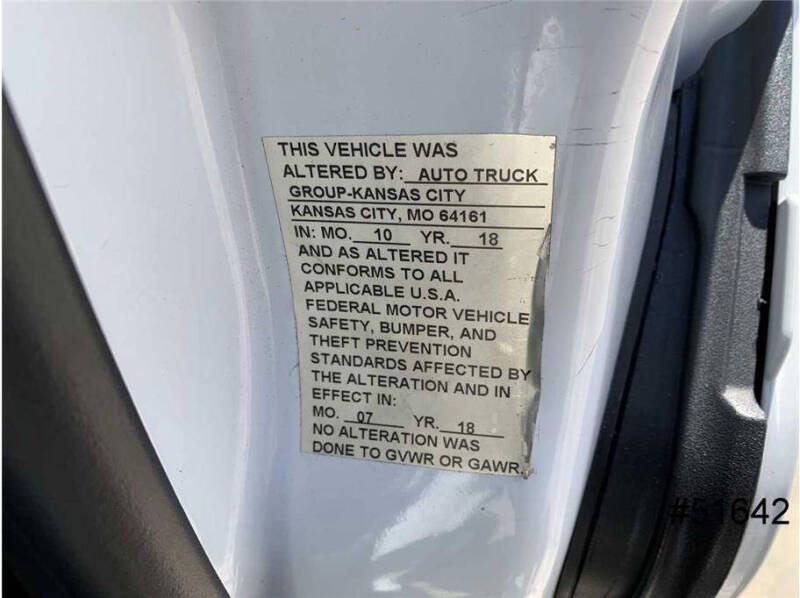 THIS VEHICLE WAS
ALTERED BY: AUTO TRUCK
GROUP-KANSAS CITY
KANSAS CITY, MO 64161
IN: MO. 10 YR. 18
AND AS ALTERED IT
CONFORMS TO ALL
APPLICABLE U.S.A.
FEDERAL MOTOR VEHICLE
SAFETY, BUMPER, AND
THEFT PREVENTION
STANDARDS AFFECTED BY
THE ALTERATION AND IN
EFFECT IN:
MO. 07 YR. 18
NO ALTERATION WAS
DONE TO GVWR OR GAWR.
#51642